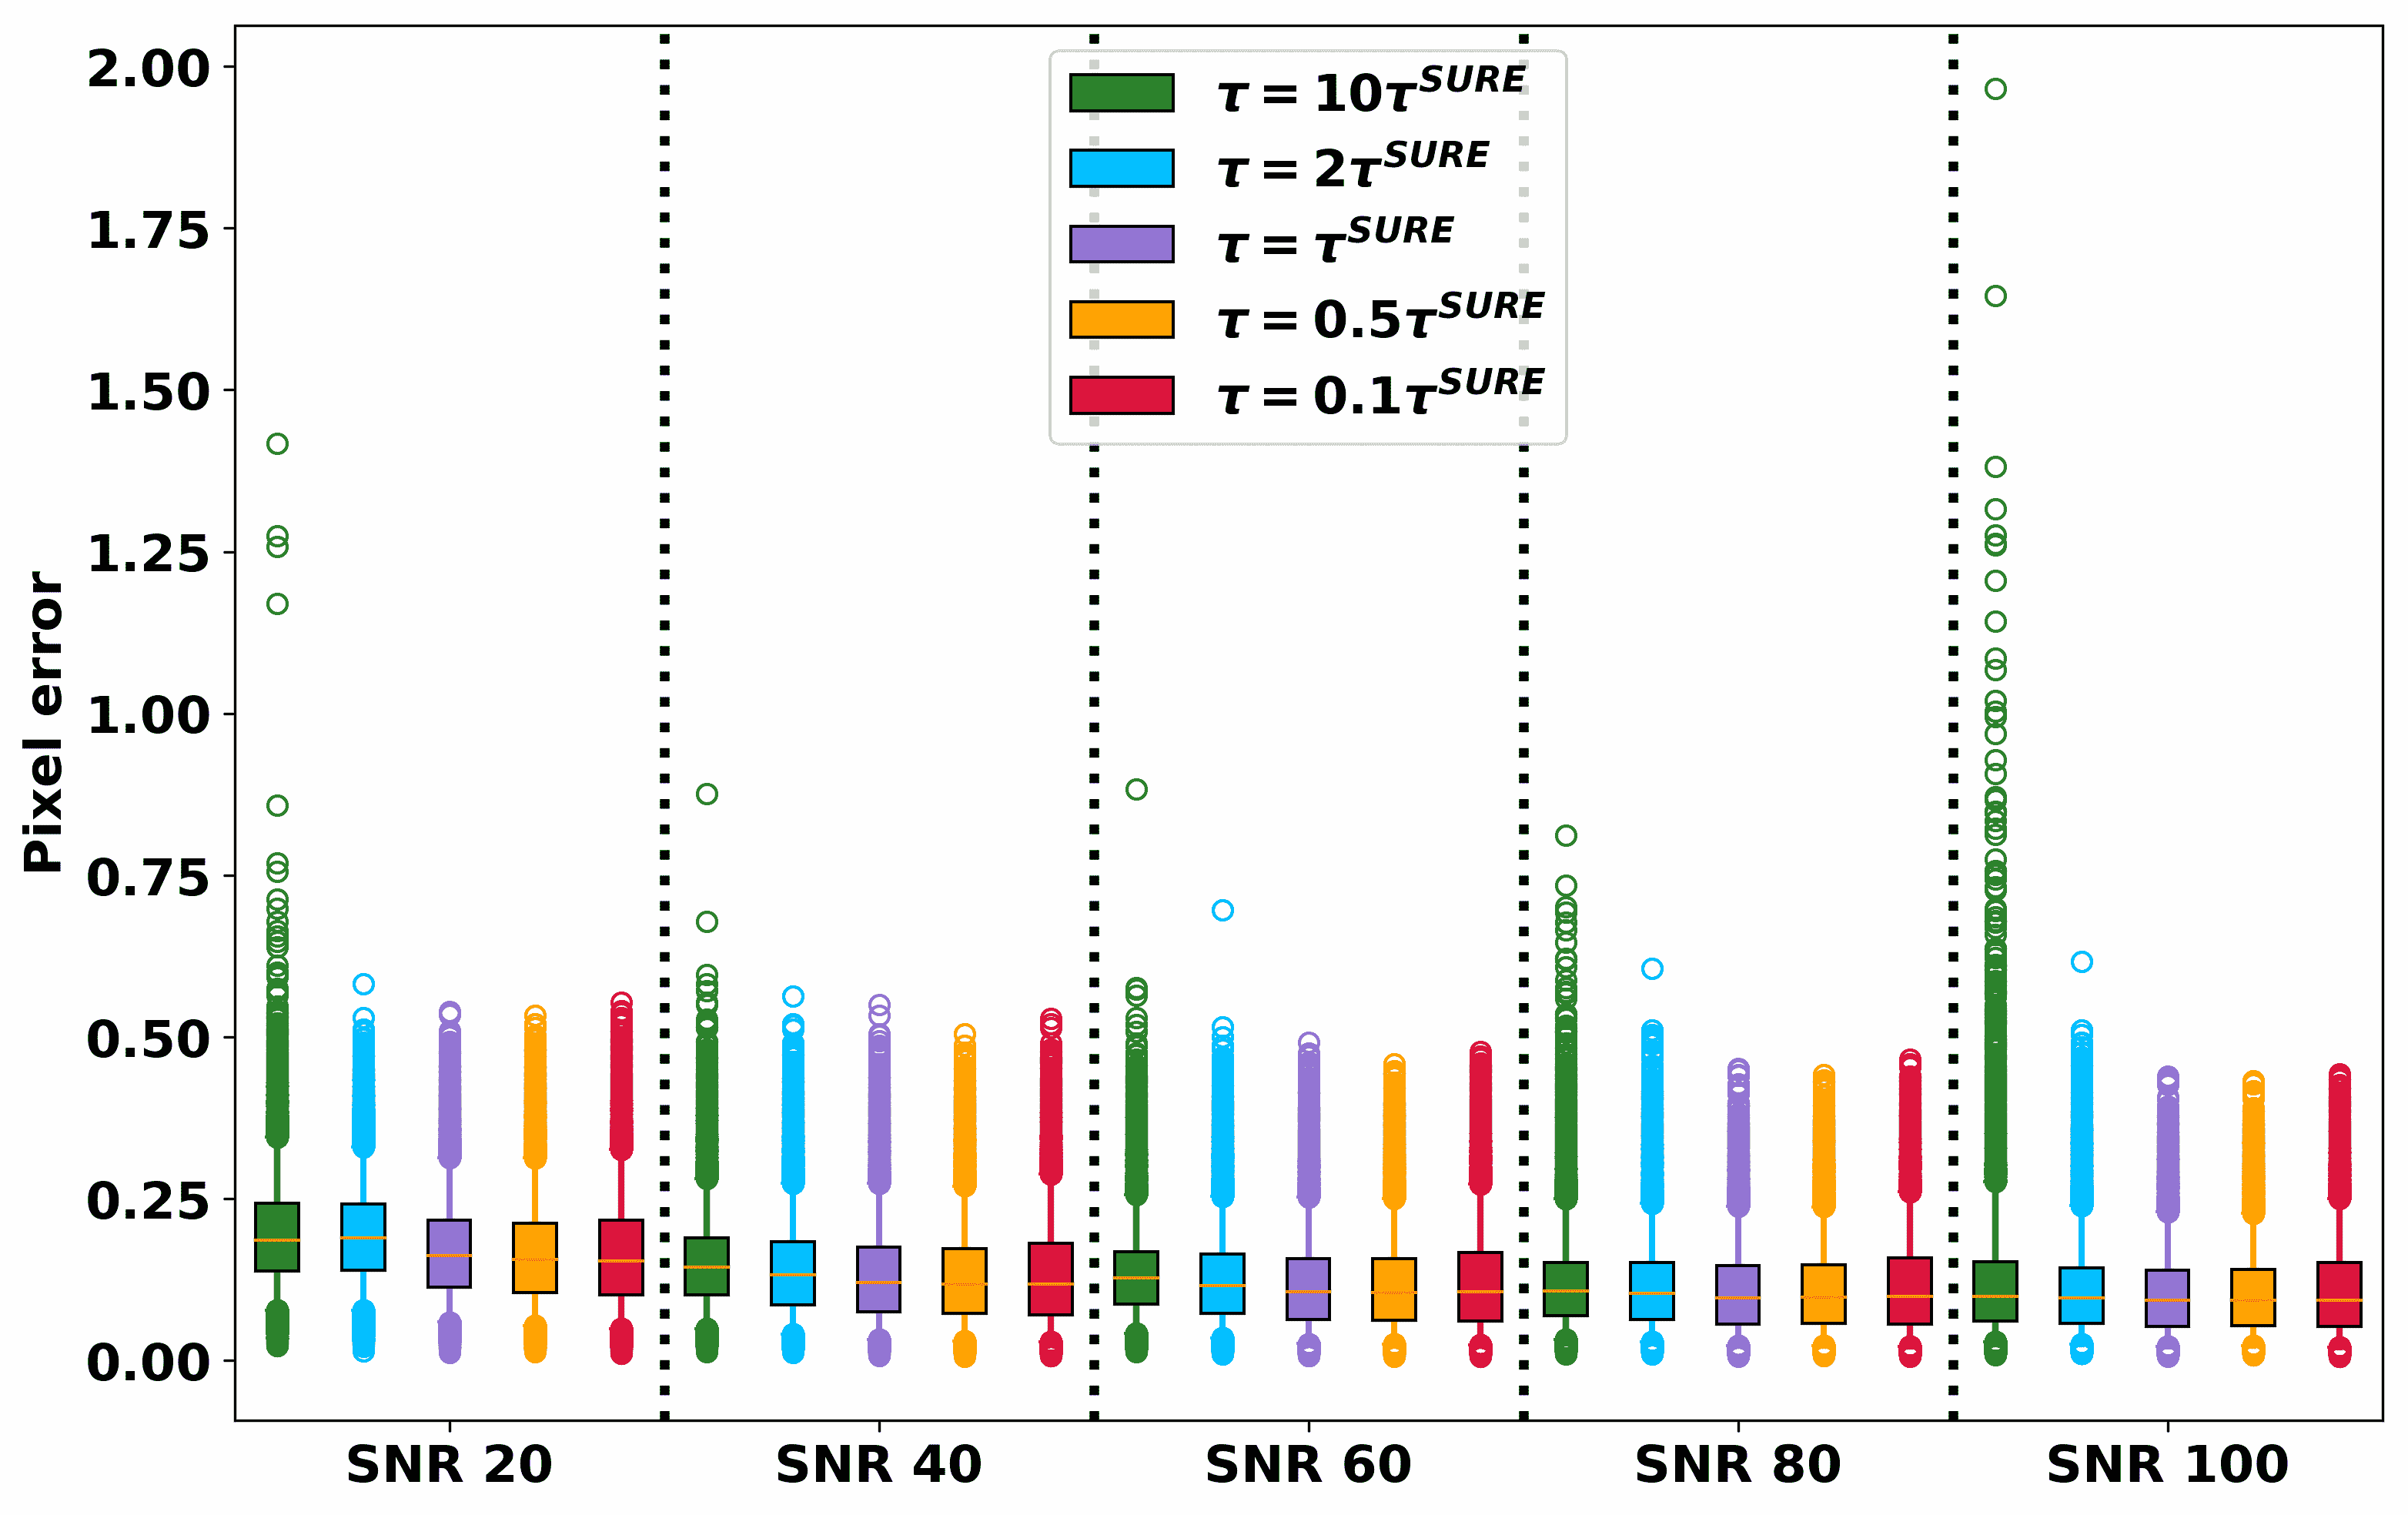 2.00
1.75
1.50
1.25
1.00
0.75
0.50
0.25
0.00
Pixel error
τ = 10τ^SURE
τ = 2τ^SURE
τ = τ^SURE
τ = 0.5τ^SURE
τ = 0.1τ^SURE
SNR 20 SNR 40 SNR 60 SNR 80 SNR 100